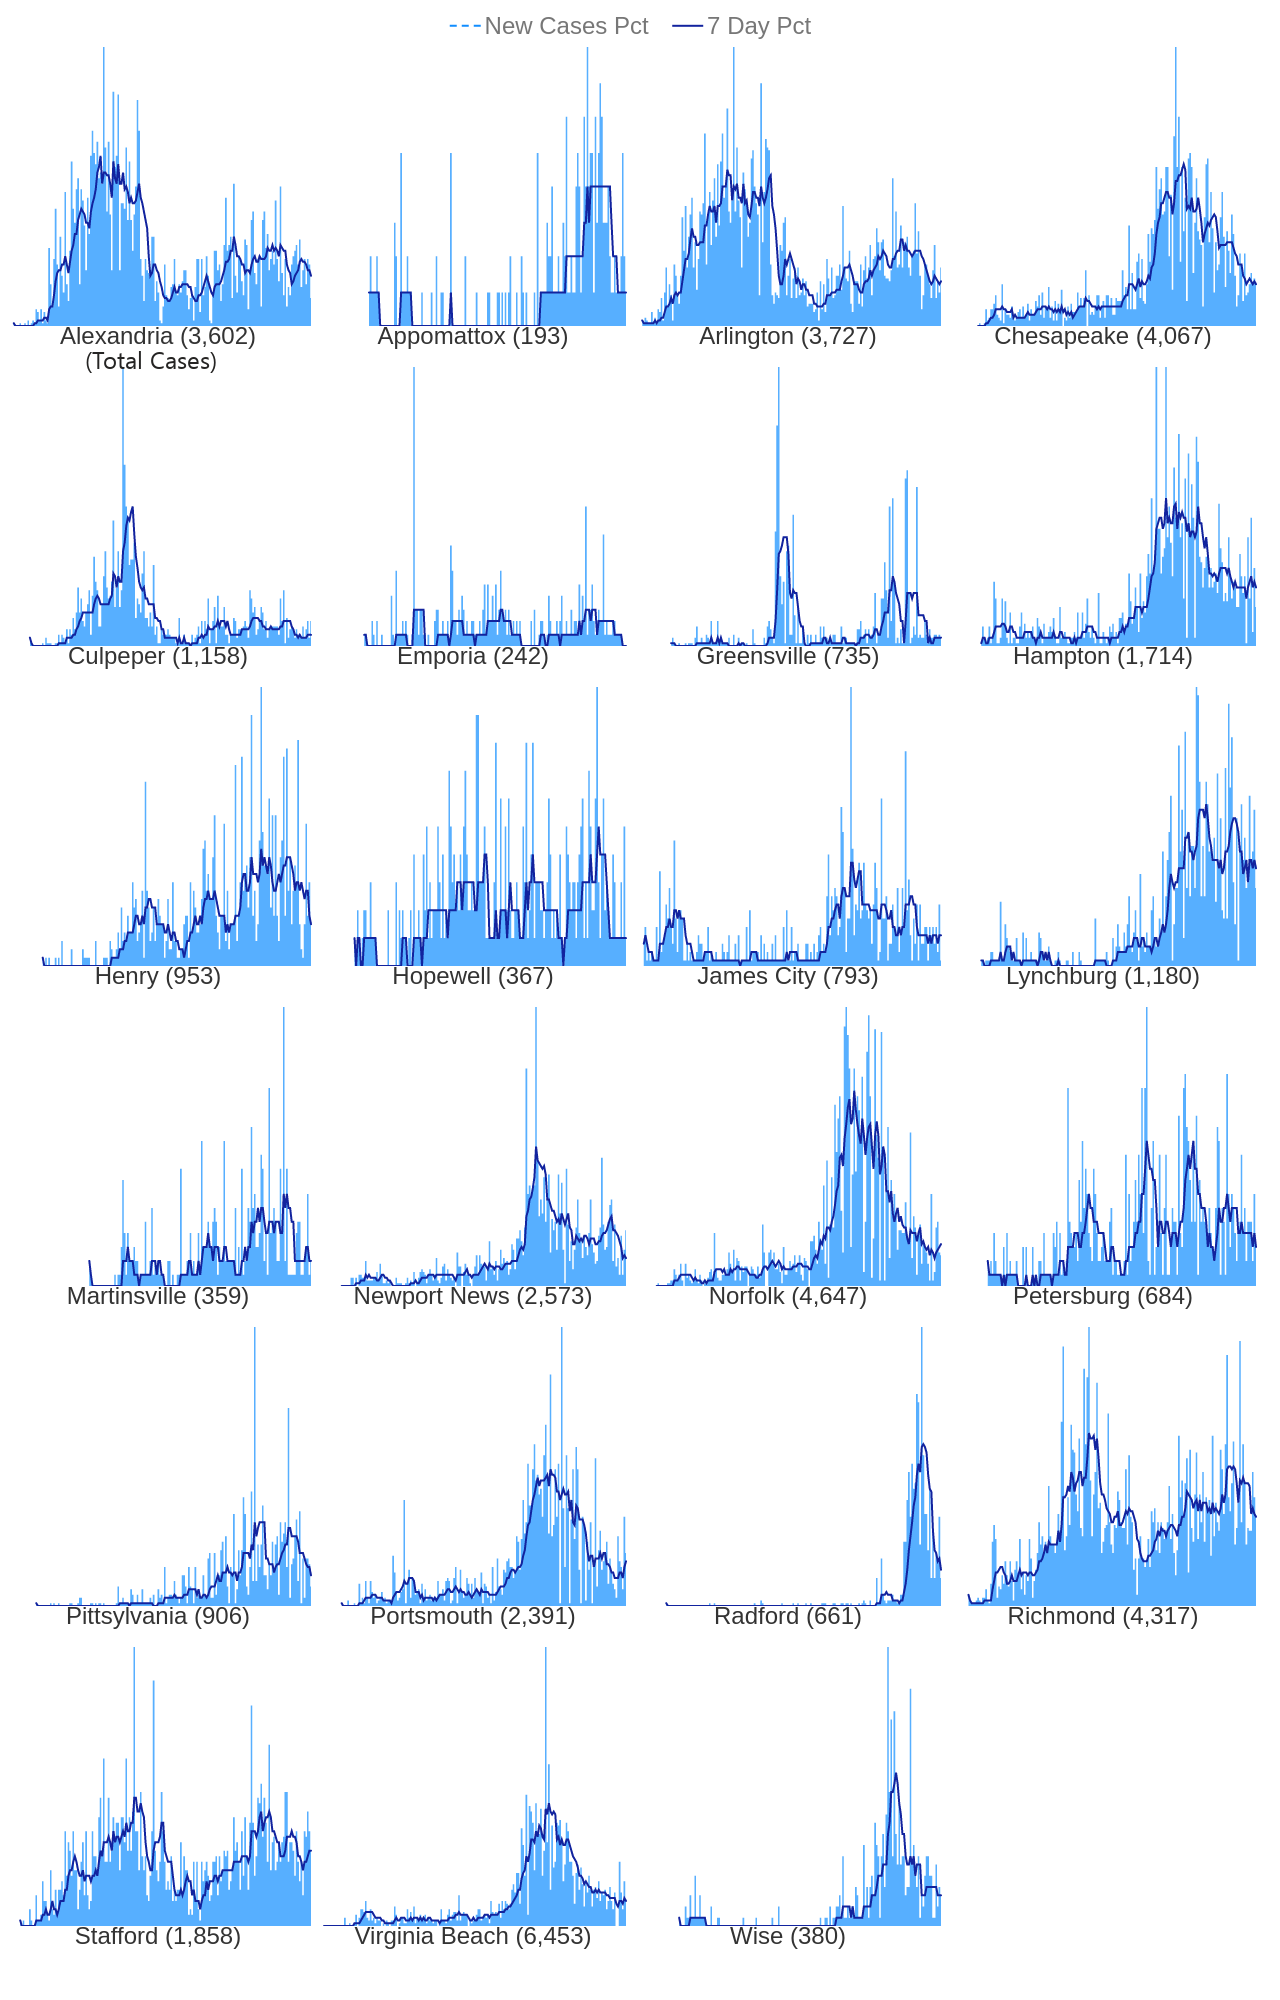 New Cases Pct 7 Day Pct
Alexandria (3,602)
(Total Cases)
Appomattox (193)
Arlington (3,727)
Chesapeake (4,067)
Culpeper (1,158)
Emporia (242)
Greensville (735)
Hampton (1,714)
Henry (953)
Hopewell (367)
James City (793)
Lynchburg (1,180)
Martinsville (359)
Newport News (2,573)
Norfolk (4,647)
Petersburg (684)
Pittsylvania (906)
Portsmouth (2,391)
Radford (661)
Richmond (4,317)
Stafford (1,858)
Virginia Beach (6,453)
Wise (380)